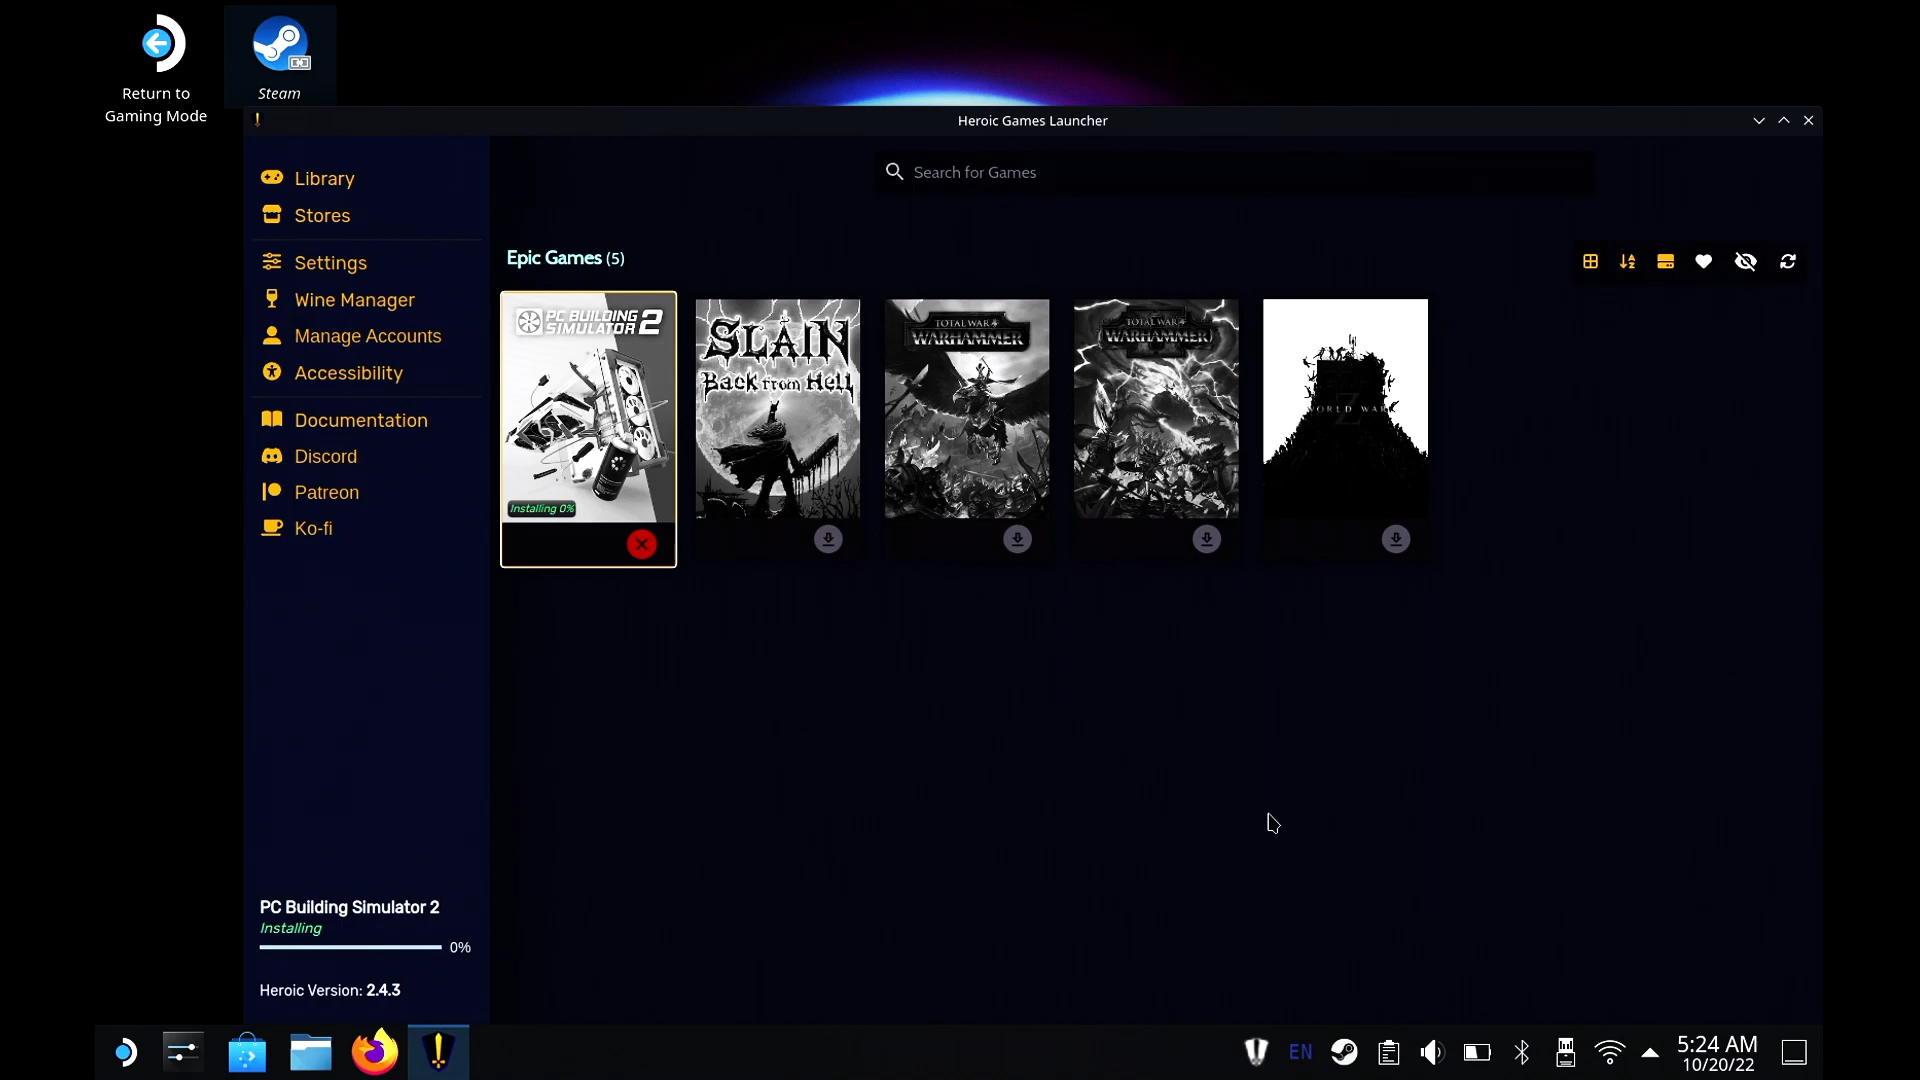 Return to
Gaming Mode
Steam
Heroic Games Launcher
Library
Stores
Settings
Wine Manager
Manage Accounts
Accessibility
Documentation
Discord
Patreon
Ko-fi
Search for Games
Epic Games (5)
PC BUILDING
SIMULATOR 2
Installing 0%
SLAIN
Back from Hell
TOTAL WAR
WARHAMMER
TOTAL WAR
WARHAMMER
II
WORLD WAR
Z
PC Building Simulator 2
Installing
0%
Heroic Version: 2.4.3
EN
5:24 AM
10/20/22